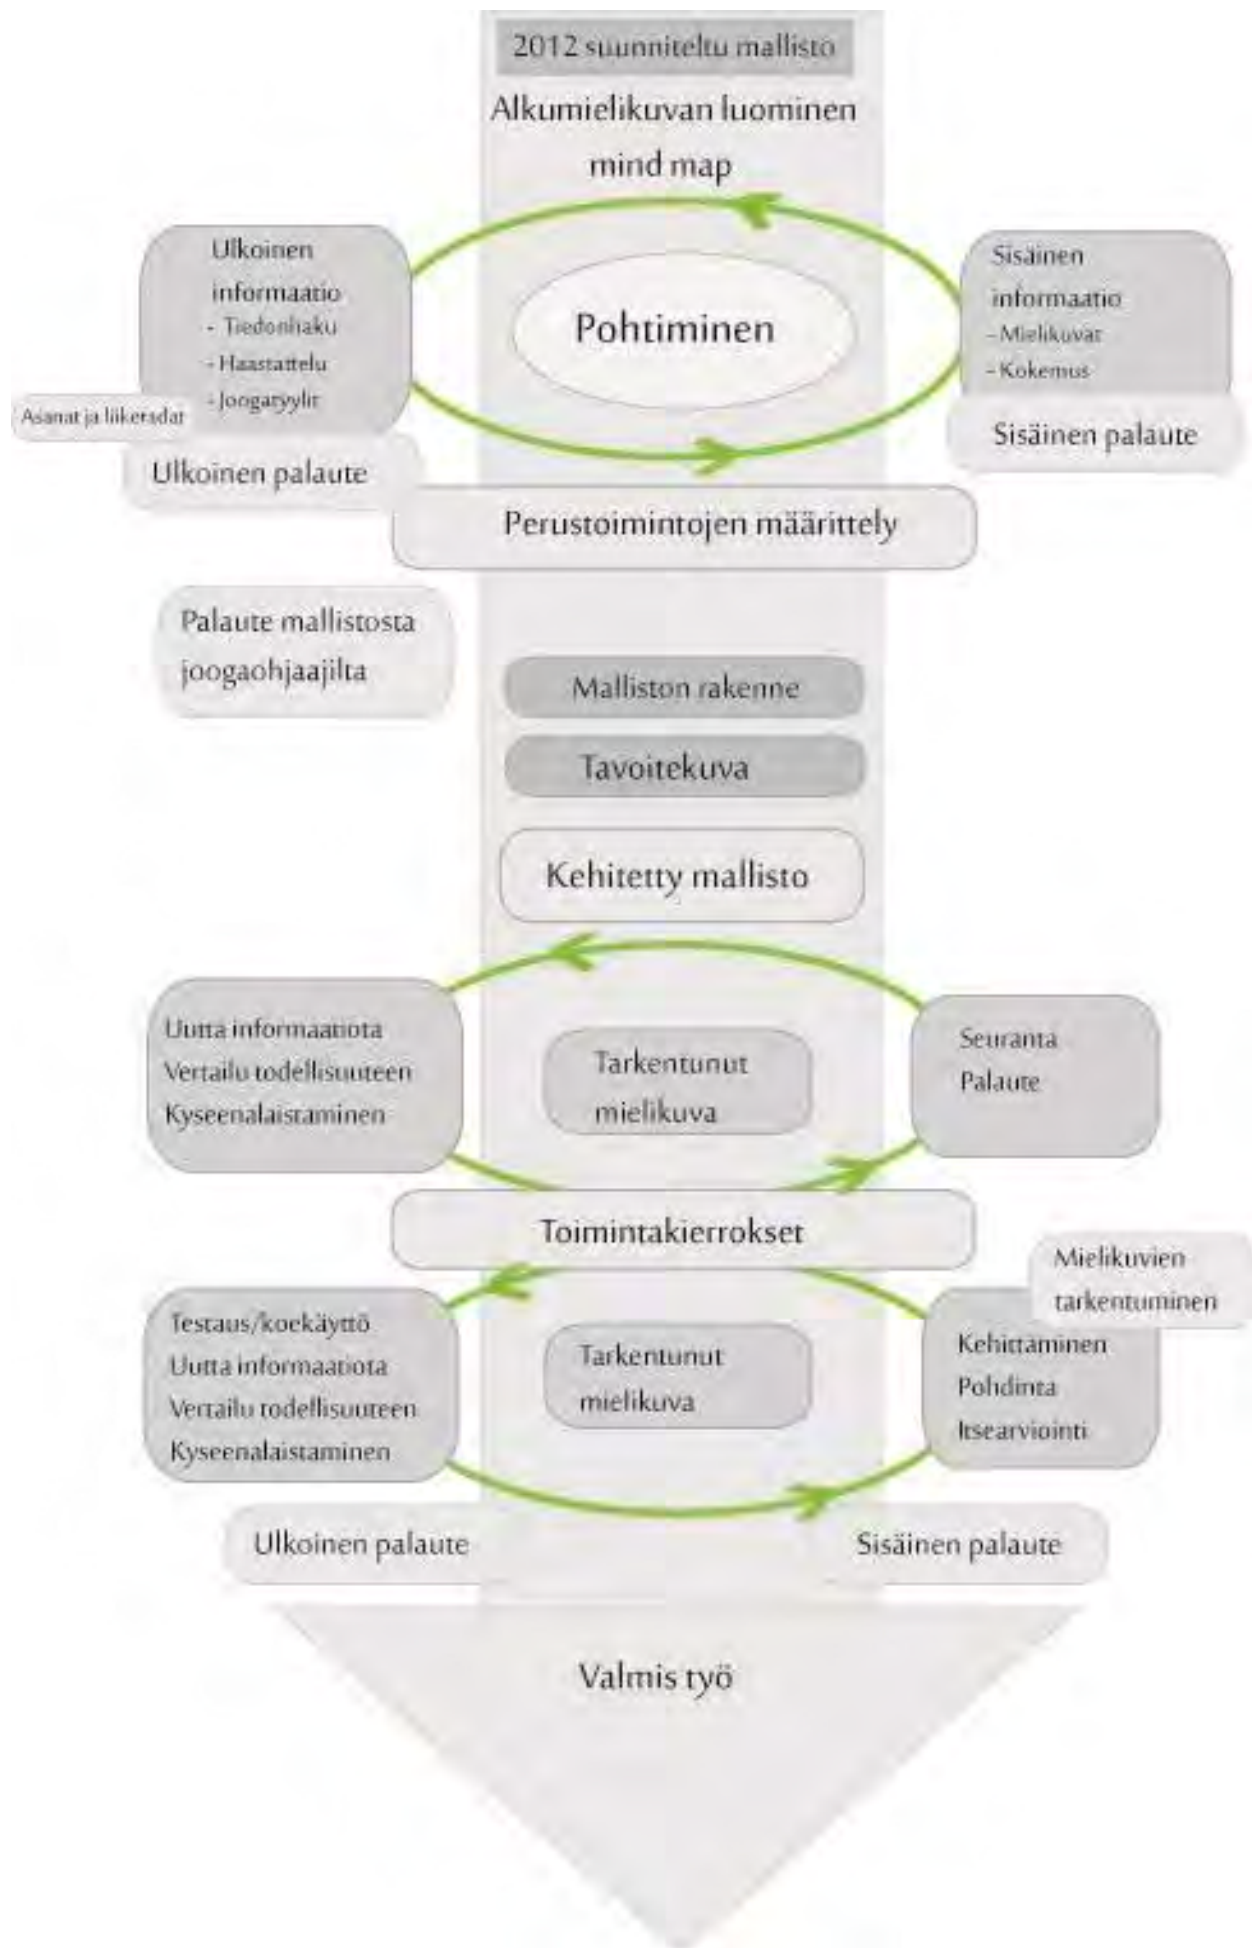 2012 suunniteltu mallisto
Alkumielikuvan luominen
mind map
Ulkoinen
informaatio
- Tiedonhaku
- Haastattelu
- Joogatyylit
Asanat ja liikeradat
Ulkoinen palaute
Pohtiminen
Sisäinen
informaatio
- Mielikuvat
- Kokemus
Sisäinen palaute
Perustoimintojen määrittely
Palaute mallistosta
joogaohjaajilta
Malliston rakenne
Tavoitekuva
Kehitetty mallisto
Uutta informaatiota
Vertailu todellisuuteen
Kyseenalaistaminen
Tarkentunut
mielikuva
Seuranta
Palaute
Toimintakierrokset
Mielikuvien
tarkentuminen
Testaus/koekäyttö
Uutta informaatiota
Vertailu todellisuuteen
Kyseenalaistaminen
Tarkentunut
mielikuva
Kehittäminen
Pohdinta
Itsearviointi
Ulkoinen palaute
Sisäinen palaute
Valmis työ